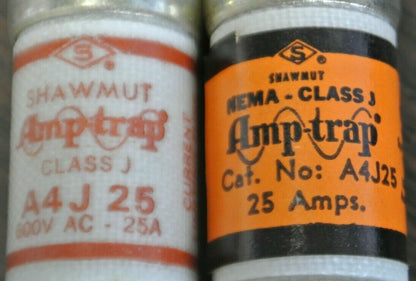 S
SHAWMUT
Amp-trap®
CLASS J
A4J 25
600V AC - 25A
CURRENT
S
SHAWMUT
NEMA - CLASS J
Amp-trap®
Cat. No: A4J25
25 Amps.